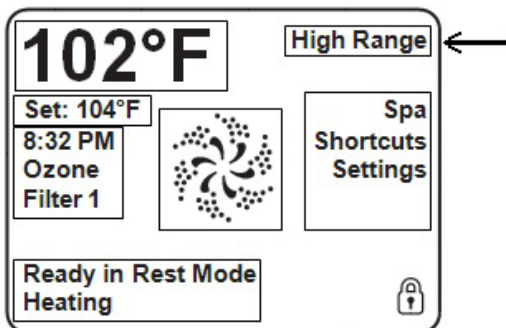 102°F
High Range
Set: 104°F
8:32 PM
Ozone
Filter 1
Spa
Shortcuts
Settings
Ready in Rest Mode
Heating